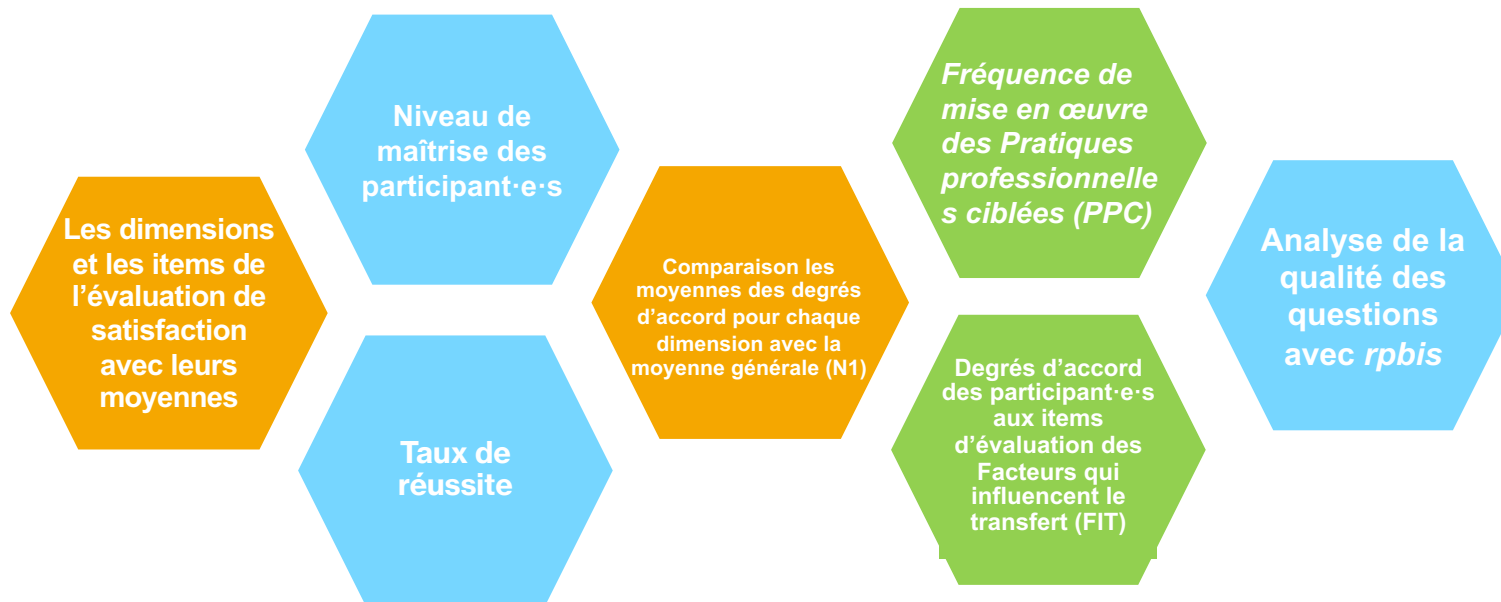 Les dimensions
et les items de
l’évaluation de
satisfaction
avec leurs
moyennes
Niveau de
maîtrise des
participant·e·s
Taux de
réussite
Comparaison les
moyennes des degrés
d’accord pour chaque
dimension avec la
moyenne générale (N1)
Fréquence de
mise en œuvre
des Pratiques
professionnelle
s ciblées (PPC)
Degrés d’accord
des participant·e·s
aux items
d’évaluation des
Facteurs qui
influencent le
transfert (FIT)
Analyse de la
qualité des
questions
avec rpbis